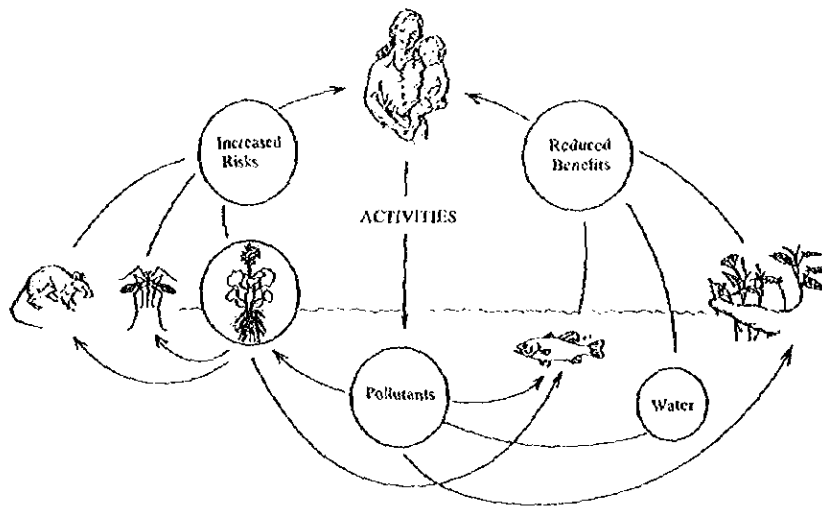 Increased
Risks
Reduced
Benefits
ACTIVITIES
Pollutants
Water